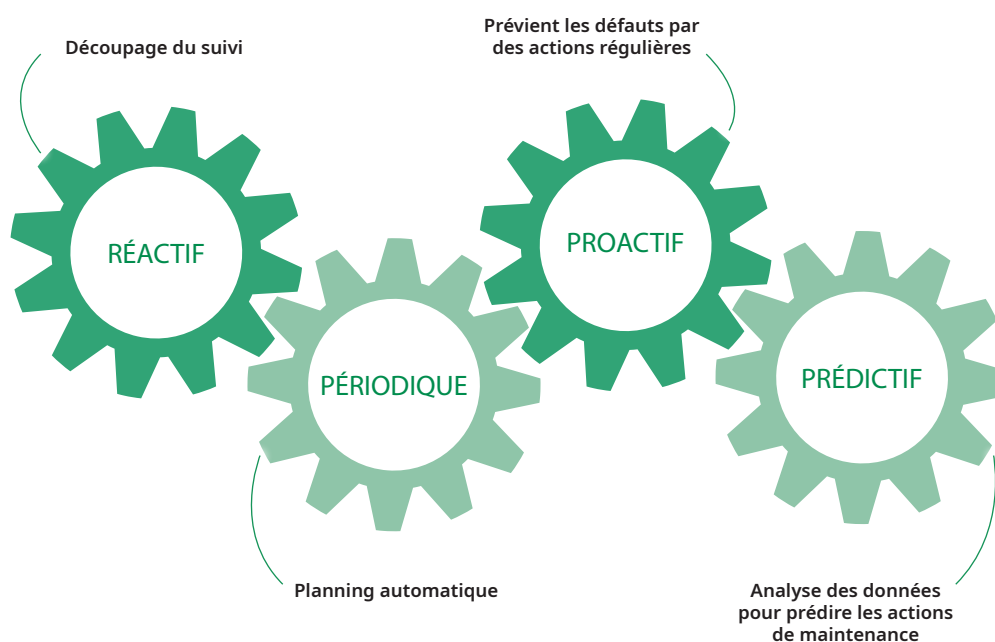 Découpage du suivi
Prévient les défauts par
des actions régulières
RÉACTIF
PROACTIF
PÉRIODIQUE
PRÉDICTIF
Planning automatique
Analyse des données
pour prédire les actions
de maintenance